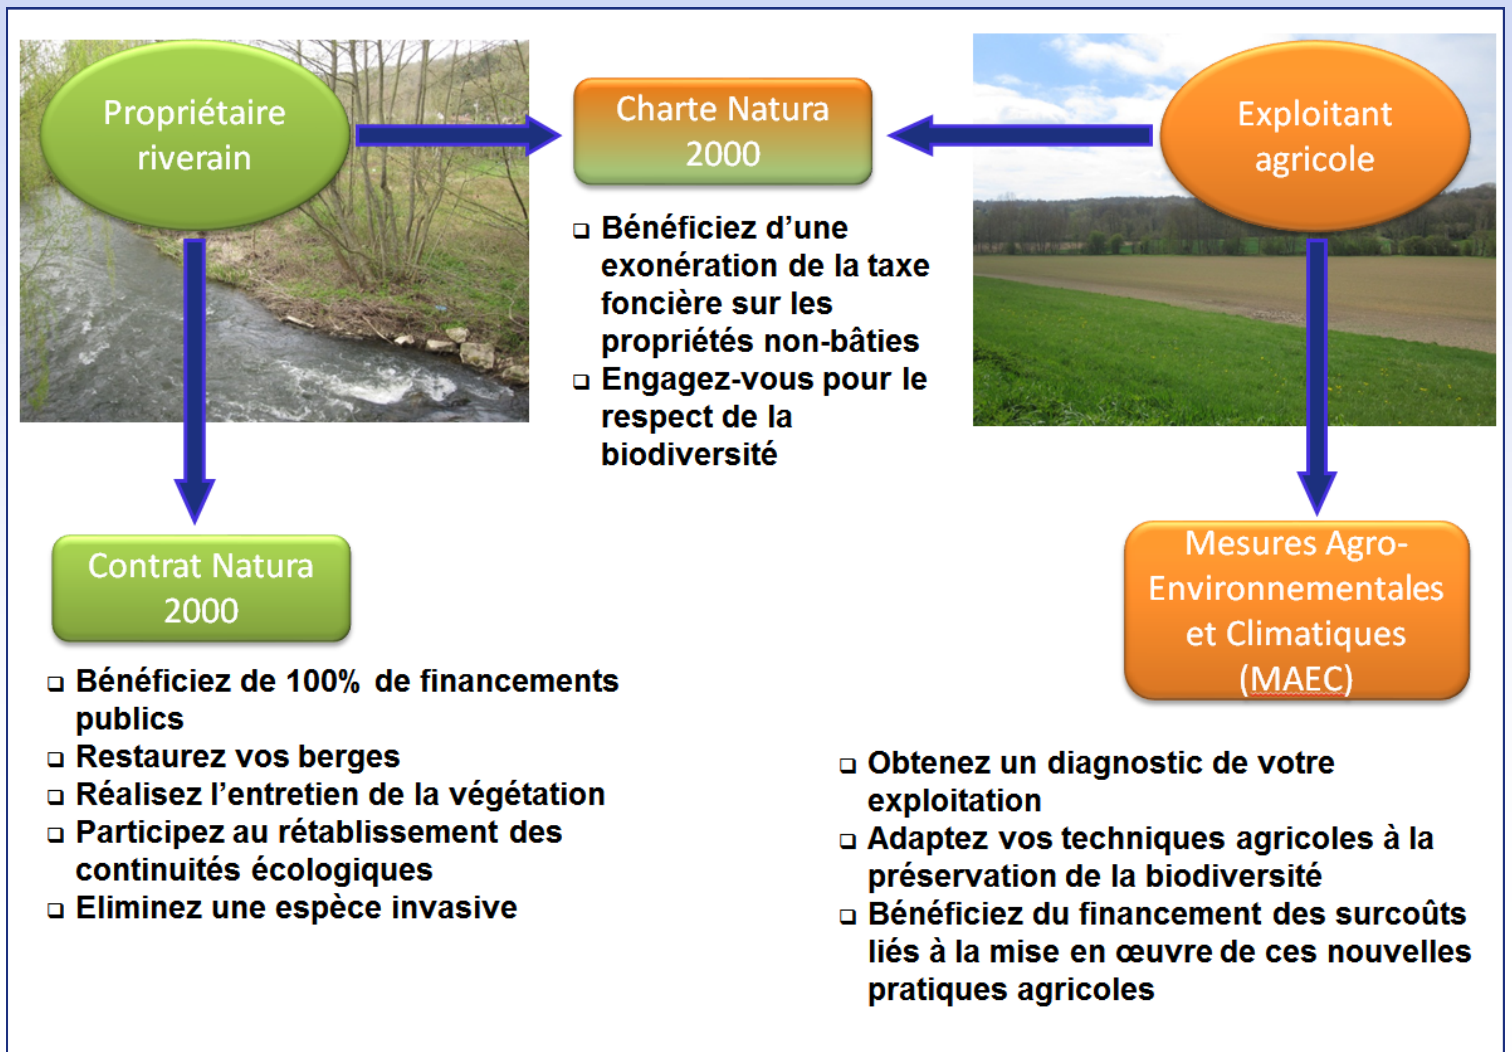 Propriétaire
riverain
Charte Natura
2000
Exploitant
agricole
❑ Bénéficiez d’une
exonération de la taxe
foncière sur les
propriétés non-bâties
❑ Engagez-vous pour le
respect de la
biodiversité
Contrat Natura
2000
❑ Bénéficiez de 100% de financements
publics
❑ Restaurez vos berges
❑ Réalisez l’entretien de la végétation
❑ Participez au rétablissement des
continuités écologiques
❑ Eliminez une espèce invasive
Mesures Agro-
Environnementales
et Climatiques
(MAEC)
❑ Obtenez un diagnostic de votre
exploitation
❑ Adaptez vos techniques agricoles à la
préservation de la biodiversité
❑ Bénéficiez du financement des surcoûts
liés à la mise en œuvre de ces nouvelles
pratiques agricoles